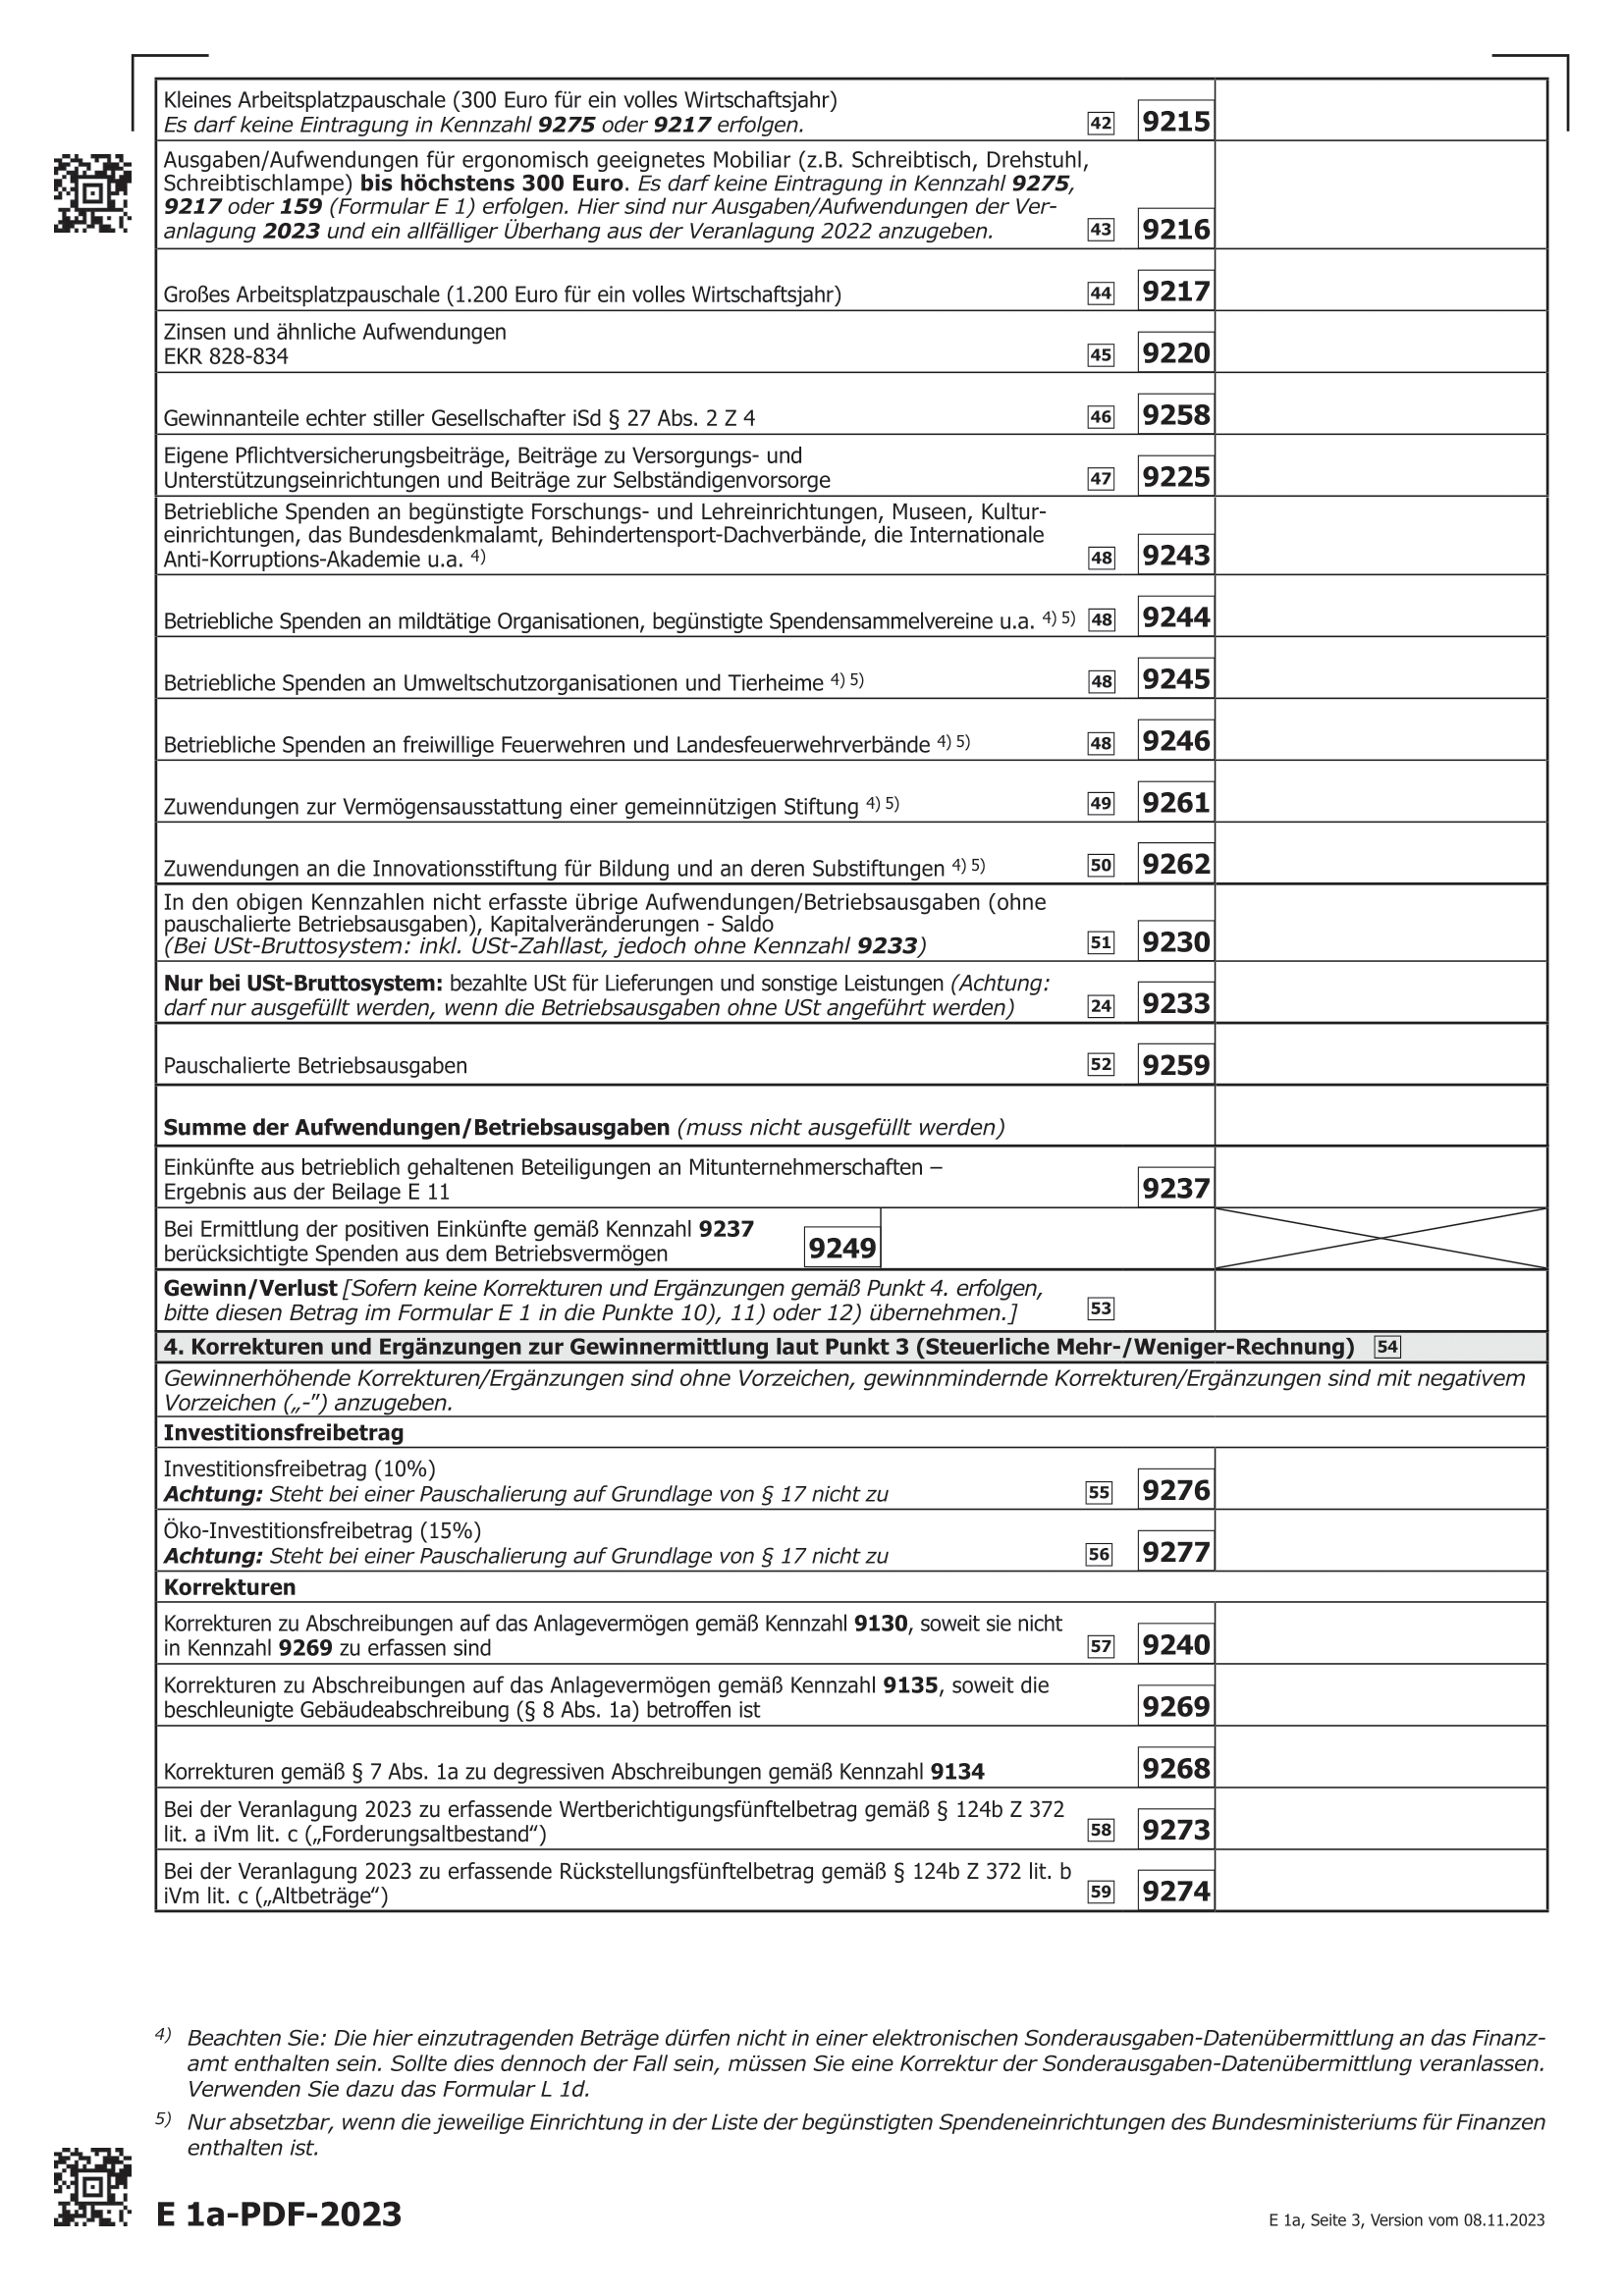 Kleines Arbeitsplatzpauschale (300 Euro für ein volles Wirtschaftsjahr)
Es darf keine Eintragung in Kennzahl 9275 oder 9217 erfolgen. 42 9215
Ausgaben/Aufwendungen für ergonomisch geeignetes Mobiliar (z.B. Schreibtisch, Drehstuhl,
Schreibtischlampe) bis höchstens 300 Euro. Es darf keine Eintragung in Kennzahl 9275,
9217 oder 159 (Formular E 1) erfolgen. Hier sind nur Ausgaben/Aufwendungen der Ver-
anlagung 2023 und ein allfälliger Überhang aus der Veranlagung 2022 anzugeben. 43 9216
Großes Arbeitsplatzpauschale (1.200 Euro für ein volles Wirtschaftsjahr) 44 9217
Zinsen und ähnliche Aufwendungen
EKR 828-834 45 9220
Gewinnanteile echter stiller Gesellschafter iSd § 27 Abs. 2 Z 4 46 9258
Eigene Pflichtversicherungsbeiträge, Beiträge zu Versorgungs- und
Unterstützungseinrichtungen und Beiträge zur Selbständigenvorsorge 47 9225
Betriebliche Spenden an begünstigte Forschungs- und Lehreinrichtungen, Museen, Kultur-
einrichtungen, das Bundesdenkmalamt, Behindertensport-Dachverbände, die Internationale
Anti-Korruptions-Akademie u.a. 4) 48 9243
Betriebliche Spenden an mildtätige Organisationen, begünstigte Spendensammelvereine u.a. 4) 5) 48 9244
Betriebliche Spenden an Umweltschutzorganisationen und Tierheime 4) 5) 48 9245
Betriebliche Spenden an freiwillige Feuerwehren und Landesfeuerwehrverbände 4) 5) 48 9246
Zuwendungen zur Vermögensausstattung einer gemeinnützigen Stiftung 4) 5) 49 9261
Zuwendungen an die Innovationsstiftung für Bildung und an deren Substiftungen 4) 5) 50 9262
In den obigen Kennzahlen nicht erfasste übrige Aufwendungen/Betriebsausgaben (ohne
pauschalierte Betriebsausgaben), Kapitalveränderungen - Saldo
(Bei USt-Bruttosystem: inkl. USt-Zahllast, jedoch ohne Kennzahl 9233) 51 9230
Nur bei USt-Bruttosystem: bezahlte USt für Lieferungen und sonstige Leistungen (Achtung:
darf nur ausgefüllt werden, wenn die Betriebsausgaben ohne USt angeführt werden) 24 9233
Pauschalierte Betriebsausgaben 52 9259
Summe der Aufwendungen/Betriebsausgaben (muss nicht ausgefüllt werden)
Einkünfte aus betrieblich gehaltenen Beteiligungen an Mitunternehmerschaften –
Ergebnis aus der Beilage E 11 9237
Bei Ermittlung der positiven Einkünfte gemäß Kennzahl 9237
berücksichtigte Spenden aus dem Betriebsvermögen 9249
Gewinn/Verlust [Sofern keine Korrekturen und Ergänzungen gemäß Punkt 4. erfolgen,
bitte diesen Betrag im Formular E 1 in die Punkte 10), 11) oder 12) übernehmen.] 53
4. Korrekturen und Ergänzungen zur Gewinnermittlung laut Punkt 3 (Steuerliche Mehr-/Weniger-Rechnung) 54
Gewinnerhöhende Korrekturen/Ergänzungen sind ohne Vorzeichen, gewinnmindernde Korrekturen/Ergänzungen sind mit negativem
Vorzeichen („-”) anzugeben.
Investitionsfreibetrag
Investitionsfreibetrag (10%)
Achtung: Steht bei einer Pauschalierung auf Grundlage von § 17 nicht zu 55 9276
Öko-Investitionsfreibetrag (15%)
Achtung: Steht bei einer Pauschalierung auf Grundlage von § 17 nicht zu 56 9277
Korrekturen
Korrekturen zu Abschreibungen auf das Anlagevermögen gemäß Kennzahl 9130, soweit sie nicht
in Kennzahl 9269 zu erfassen sind 57 9240
Korrekturen zu Abschreibungen auf das Anlagevermögen gemäß Kennzahl 9135, soweit die
beschleunigte Gebäudeabschreibung (§ 8 Abs. 1a) betroffen ist 9269
Korrekturen gemäß § 7 Abs. 1a zu degressiven Abschreibungen gemäß Kennzahl 9134 9268
Bei der Veranlagung 2023 zu erfassende Wertberichtigungsfünftelbetrag gemäß § 124b Z 372
lit. a iVm lit. c („Forderungsaltbestand“) 58 9273
Bei der Veranlagung 2023 zu erfassende Rückstellungsfünftelbetrag gemäß § 124b Z 372 lit. b
iVm lit. c („Altbeträge“) 59 9274
4) Beachten Sie: Die hier einzutragenden Beträge dürfen nicht in einer elektronischen Sonderausgaben-Datenübermittlung an das Finanz-
amt enthalten sein. Sollte dies dennoch der Fall sein, müssen Sie eine Korrektur der Sonderausgaben-Datenübermittlung veranlassen.
Verwenden Sie dazu das Formular L 1d.
5) Nur absetzbar, wenn die jeweilige Einrichtung in der Liste der begünstigten Spendeneinrichtungen des Bundesministeriums für Finanzen
enthalten ist.
E 1a-PDF-2023
E 1a, Seite 3, Version vom 08.11.2023